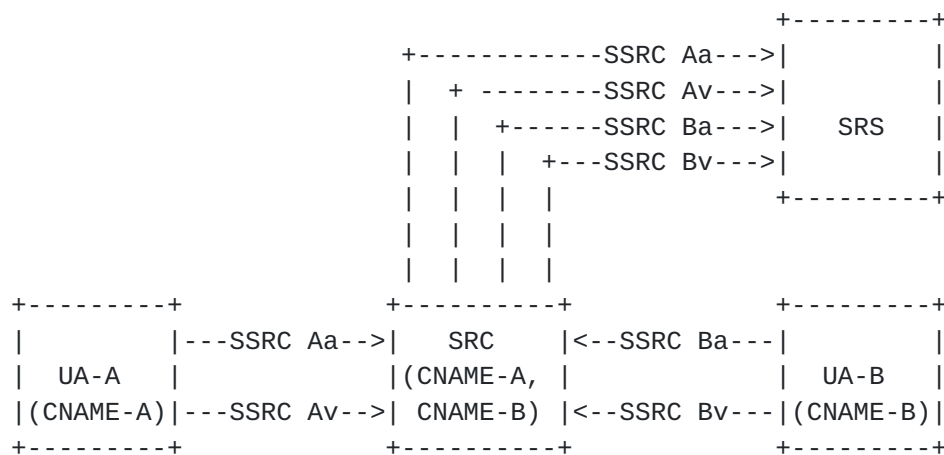 +---------+
                          +------------SSRC Aa--->|         |
                          |  + --------SSRC Av--->|         |
                          |  |  +------SSRC Ba--->|   SRS   |
                          |  |  |  +---SSRC Bv--->|         |
                          |  |  |  |              +---------+
                          |  |  |  |
                          |  |  |  |
 +---------+             +----------+             +---------+
 |         |---SSRC Aa-->|   SRC    |<--SSRC Ba---|         |
 |  UA-A   |             |(CNAME-A, |             |  UA-B   |
 |(CNAME-A)|---SSRC Av-->| CNAME-B) |<--SSRC Bv---|(CNAME-B)|
 +---------+             +----------+             +---------+